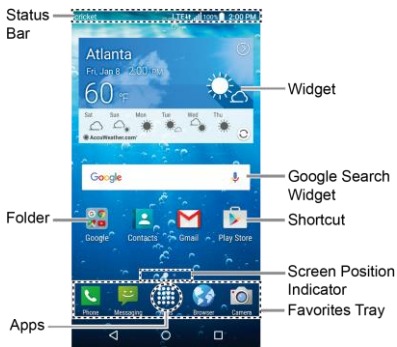 Status
Bar
cricket LTE 100% 2:00 PM
Atlanta
Fri, Jan 8 2:00 PM
60 °F
Widget
Sat Sun Mon Tue Wed Thu
AccuWeather.com
Google
Google Search
Widget
Folder
Shortcut
Google Contacts Gmail Play Store
Screen Position
Indicator
Favorites Tray
Phone Messaging Browser Camera
Apps